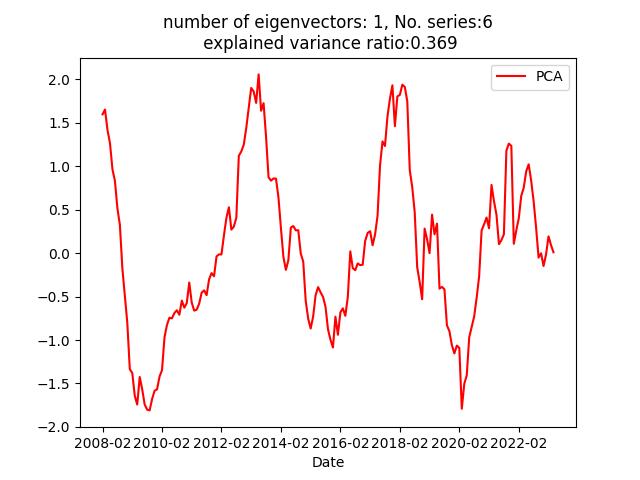 number of eigenvectors: 1, No. series:6
explained variance ratio:0.369
PCA
2.0
1.5
1.0
0.5
0.0
−0.5
−1.0
−1.5
−2.0
2008-02 2010-02 2012-02 2014-02 2016-02 2018-02 2020-02 2022-02
Date